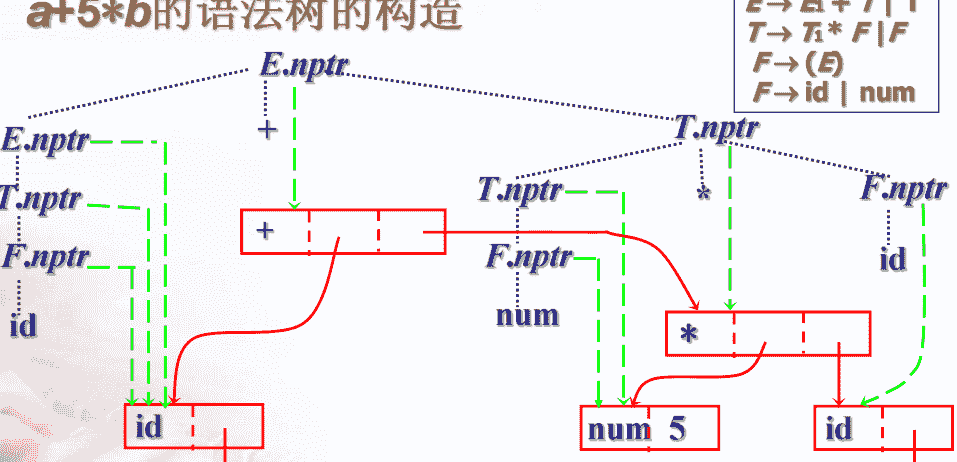 a+5*b的语法树的构造
E→E₁ + T | T
T→T₁* F | F
F→(E)
F→id | num
E.nptr
E.nptr
+
T.nptr
T.nptr
T.nptr
*
F.nptr
+
F.nptr
F.nptr
id
id
num
*
id
num 5
id